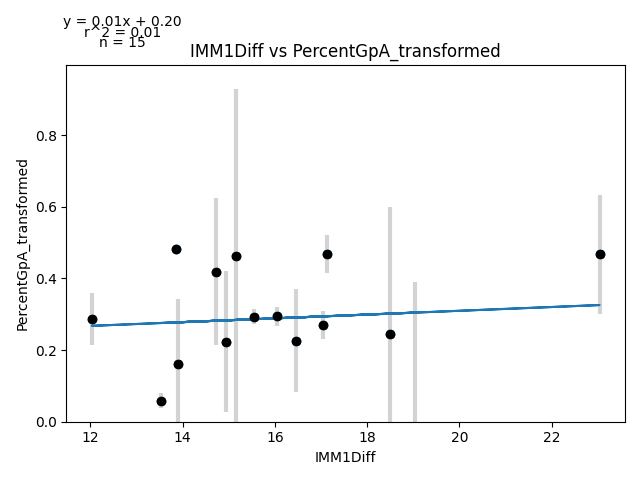 y = 0.01x + 0.20
r^2 = 0.01
n = 15
IMM1Diff vs PercentGpA_transformed
PercentGpA_transformed
0.8
0.6
0.4
0.2
0.0
12 14 16 18 20 22
IMM1Diff